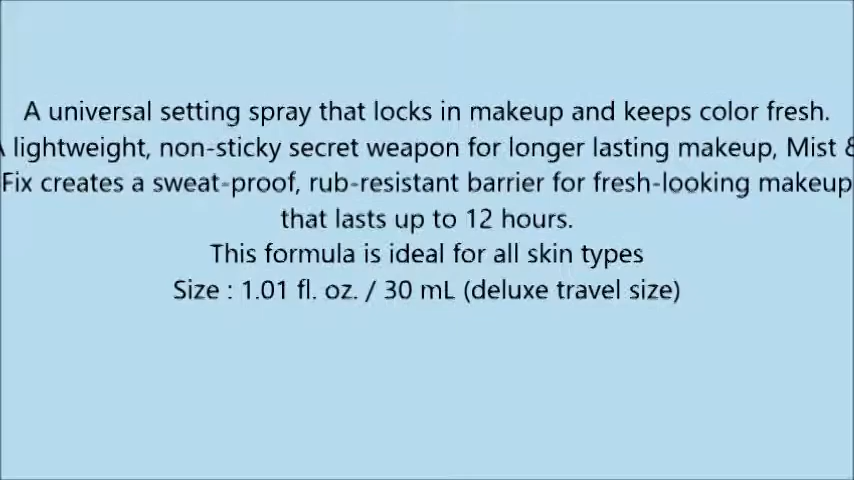 A universal setting spray that locks in makeup and keeps color fresh.
A lightweight, non-sticky secret weapon for longer lasting makeup, Mist &
Fix creates a sweat-proof, rub-resistant barrier for fresh-looking makeup
that lasts up to 12 hours.
This formula is ideal for all skin types
Size : 1.01 fl. oz. / 30 mL (deluxe travel size)